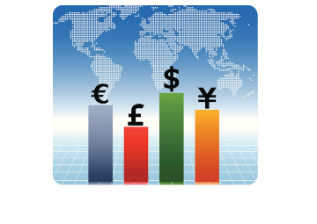 € £ $ ¥